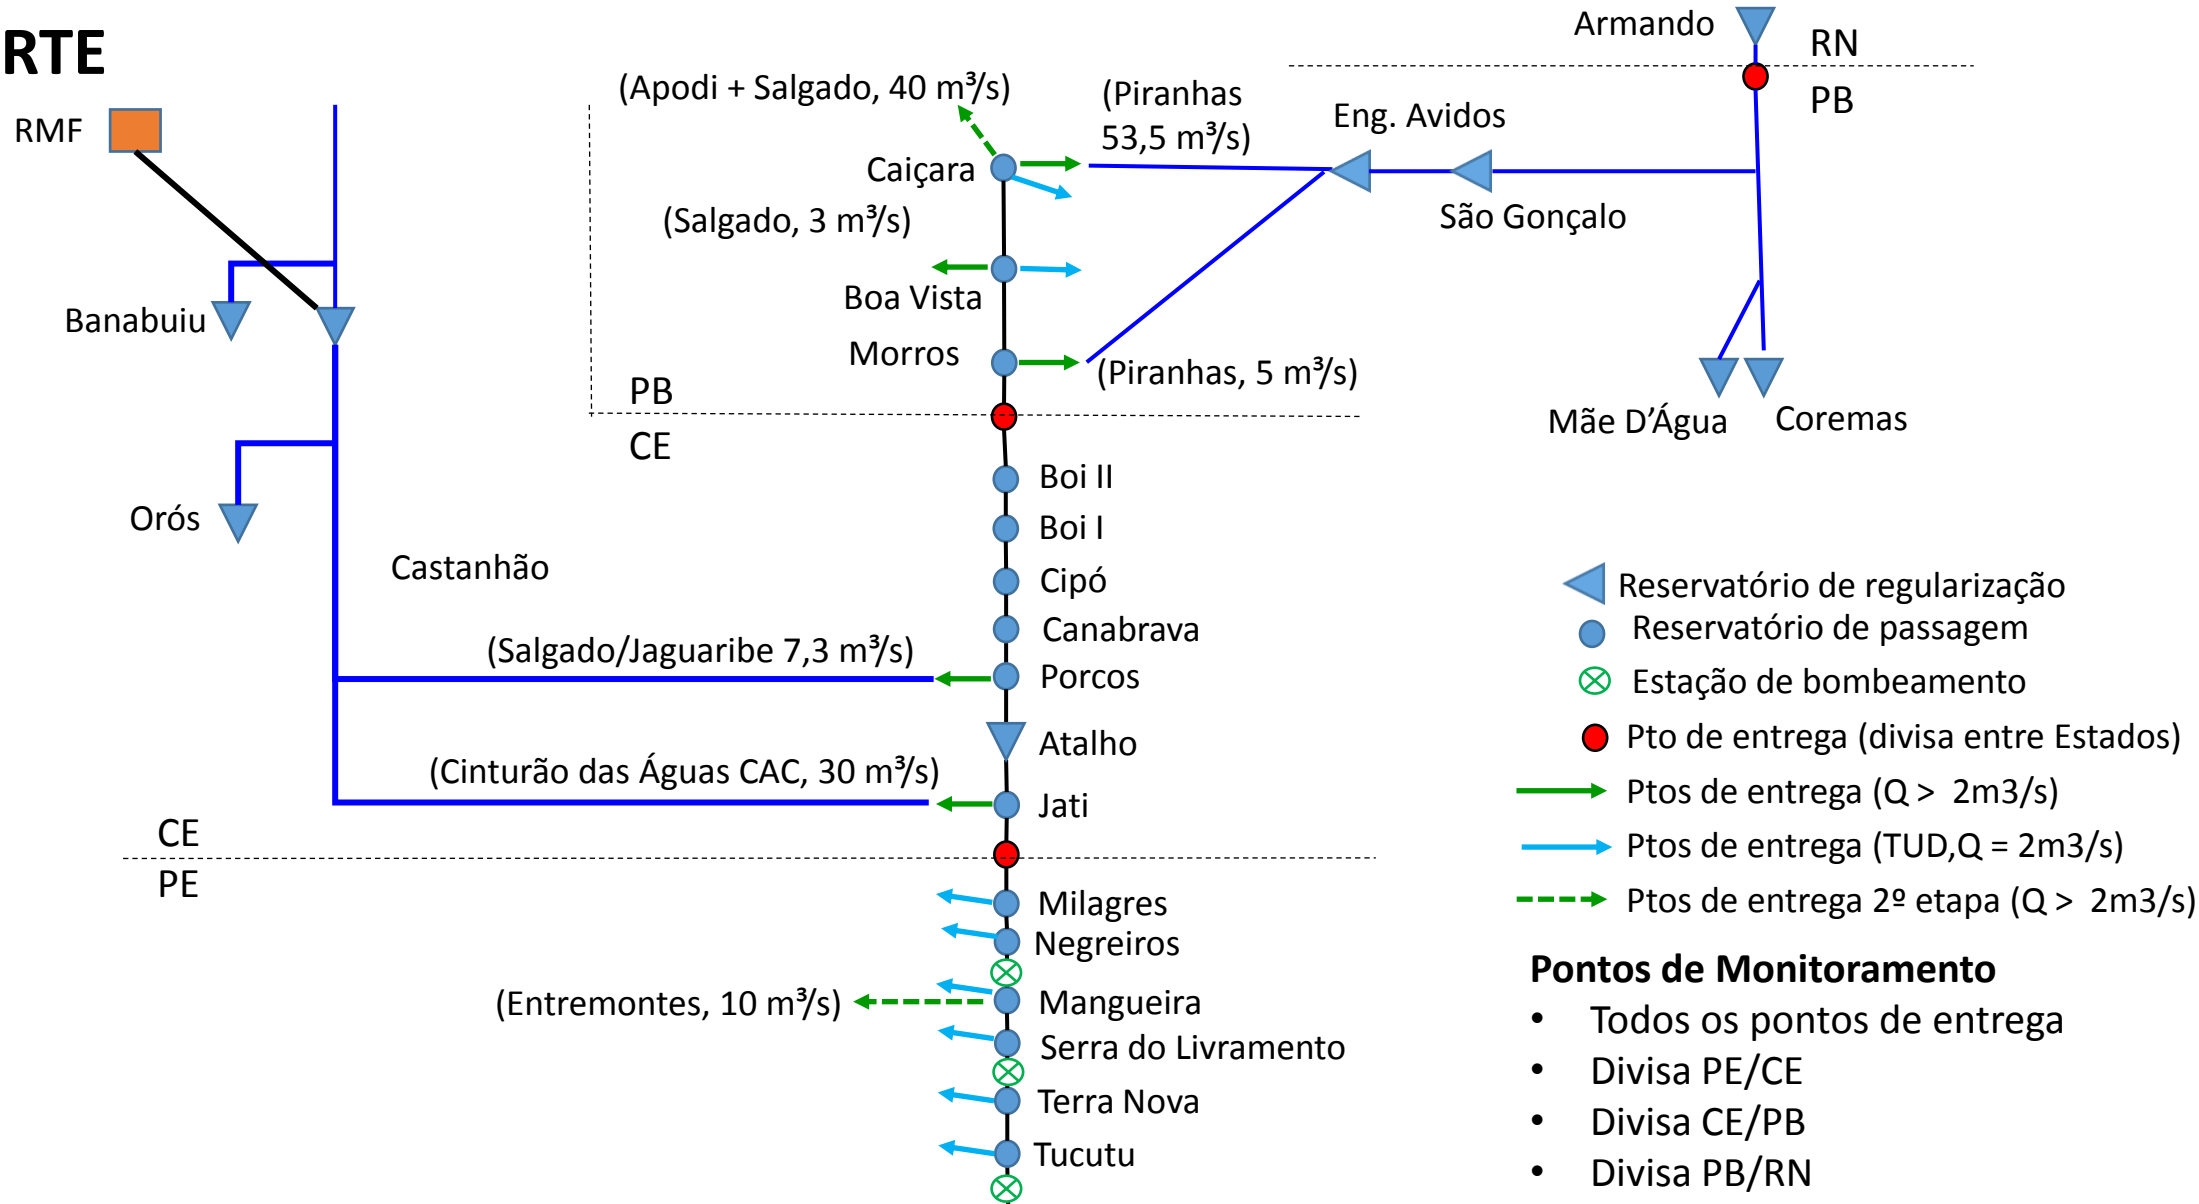 RTE
Armando
RN
PB
(Apodi + Salgado, 40 m³/s)
(Piranhas
53,5 m³/s)
Eng. Avidos
RMF
Caiçara
(Salgado, 3 m³/s)
São Gonçalo
Banabuiu
Boa Vista
Morros
(Piranhas, 5 m³/s)
PB
CE
Mãe D'Água
Coremas
Boi II
Orós
Boi I
Castanhão
Cipó
Canabrava
(Salgado/Jaguaribe 7,3 m³/s)
Porcos
Atalho
(Cinturão das Águas CAC, 30 m³/s)
Jati
CE
PE
Milagres
Negreiros
(Entremontes, 10 m³/s)
Mangueira
Serra do Livramento
Terra Nova
Tucutu
Reservatório de regularização
Reservatório de passagem
Estação de bombeamento
Pto de entrega (divisa entre Estados)
Ptos de entrega (Q > 2m3/s)
Ptos de entrega (TUD,Q = 2m3/s)
Ptos de entrega 2º etapa (Q > 2m3/s)
Pontos de Monitoramento
• Todos os pontos de entrega
• Divisa PE/CE
• Divisa CE/PB
• Divisa PB/RN